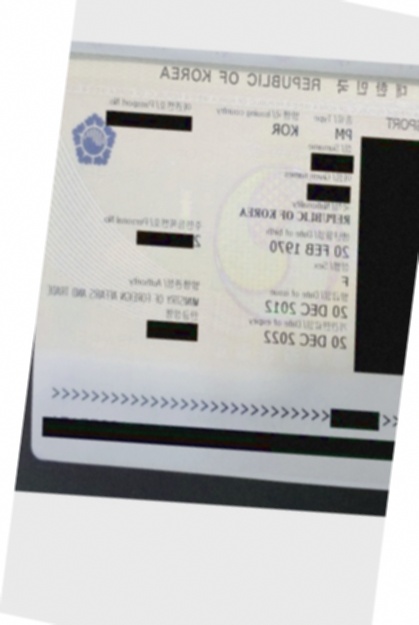 대 한 민 국 REPUBLIC OF KOREA
PORT
종류/Type 발행국/Issuing country 여권번호/Passport No.
PM KOR
성/Surname
이름/Given names
국적/Nationality
REPUBLIC OF KOREA
생년월일/Date of birth 주민등록번호/Personal No.
20 FEB 1970 2
성별/Sex
F 발행관청/Authority
발급일/Date of issue MINISTRY OF FOREIGN AFFAIRS AND TRADE
20 DEC 2012 한글성명
기간만료일/Date of expiry
20 DEC 2022